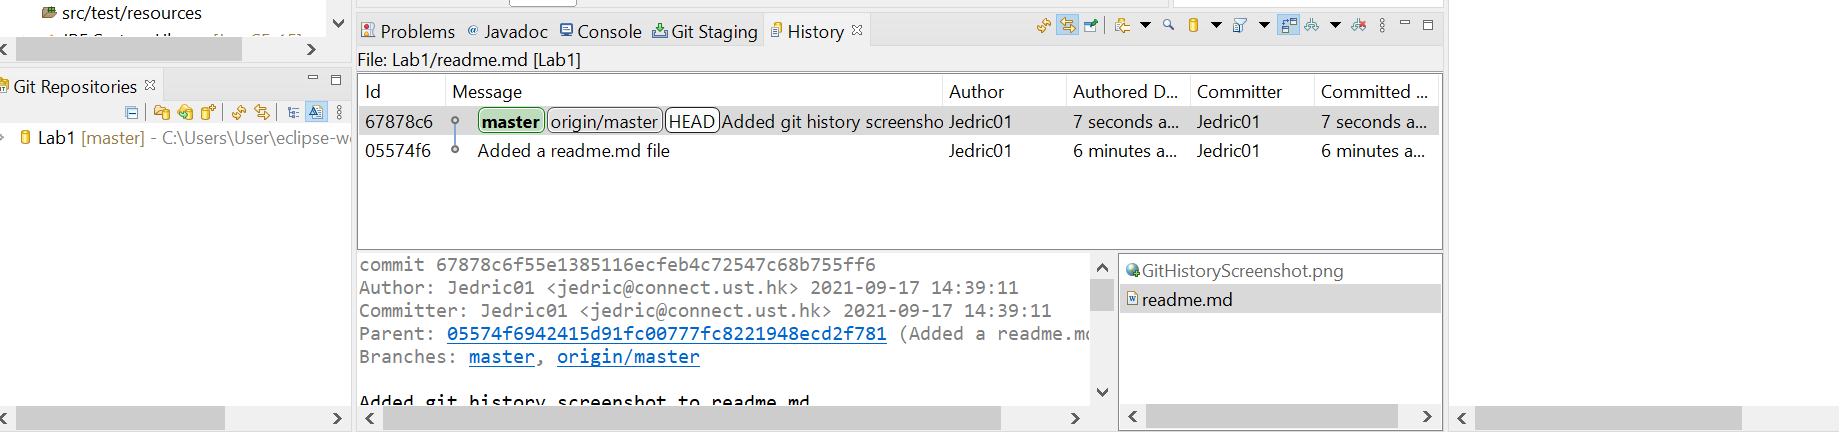 src/test/resources
Git Repositories
Lab1 [master] - C:\Users\User\eclipse-w
Problems @ Javadoc Console Git Staging History
File: Lab1/readme.md [Lab1]
Id Message Author Authored D... Committer Committed ...
67878c6 master origin/master HEAD Added git history screensho Jedric01 7 seconds a... Jedric01 7 seconds a...
05574f6 Added a readme.md file Jedric01 6 minutes a... Jedric01 6 minutes a...
commit 67878c6f55e1385116ecfeb4c72547c68b755ff6
Author: Jedric01 <jedric@connect.ust.hk> 2021-09-17 14:39:11
Committer: Jedric01 <jedric@connect.ust.hk> 2021-09-17 14:39:11
Parent: 05574f6942415d91fc00777fc8221948ecd2f781 (Added a readme.md
Branches: master, origin/master
Added git history screenshot to readme.md
GitHistoryScreenshot.png
readme.md